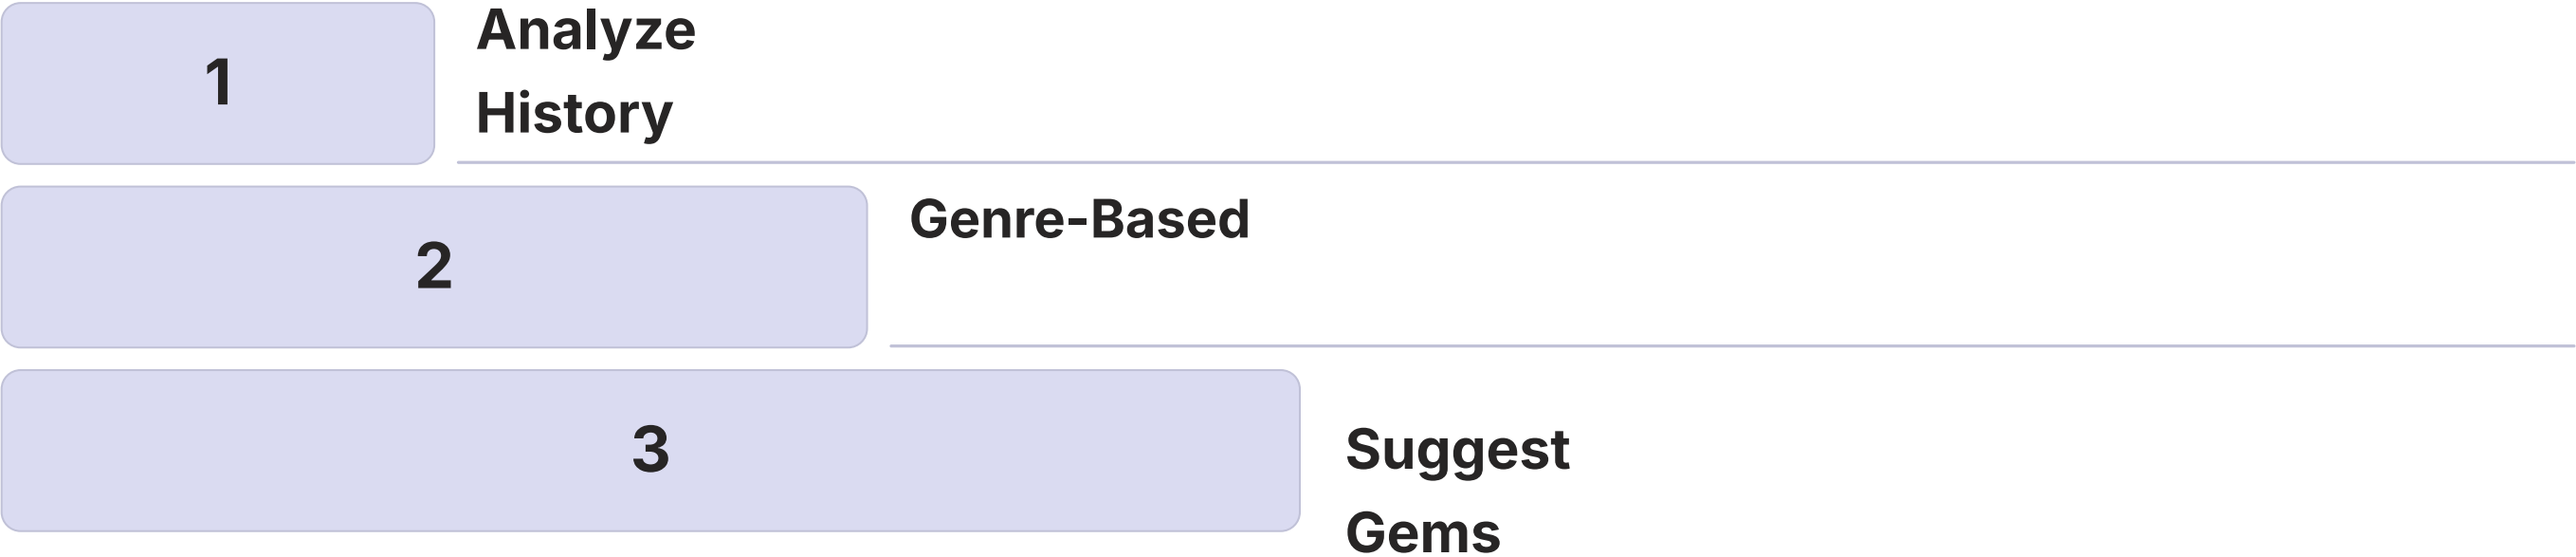 1
Analyze
History
2
Genre-Based
3
Suggest
Gems